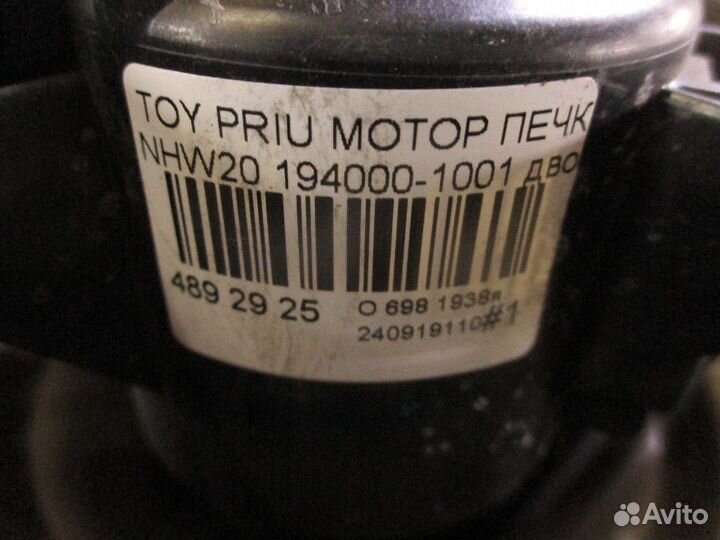 TOY PRIU МОТОР ПЕЧК
NHW20 194000-1001 ДВО
489 29 25
О 698 1938я
240919110#1
Avito